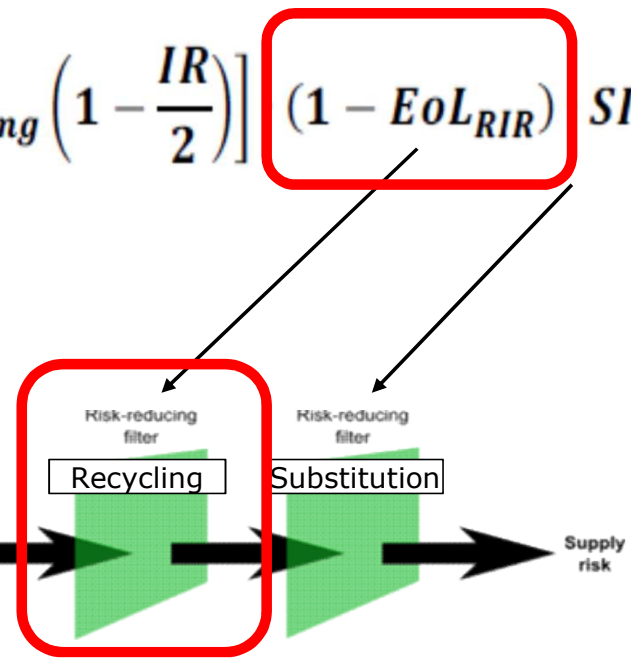 ng (1 − IR/2)] (1 − EoL_RIR) SI
Risk-reducing filter
Risk-reducing filter
Recycling
Substitution
Supply risk